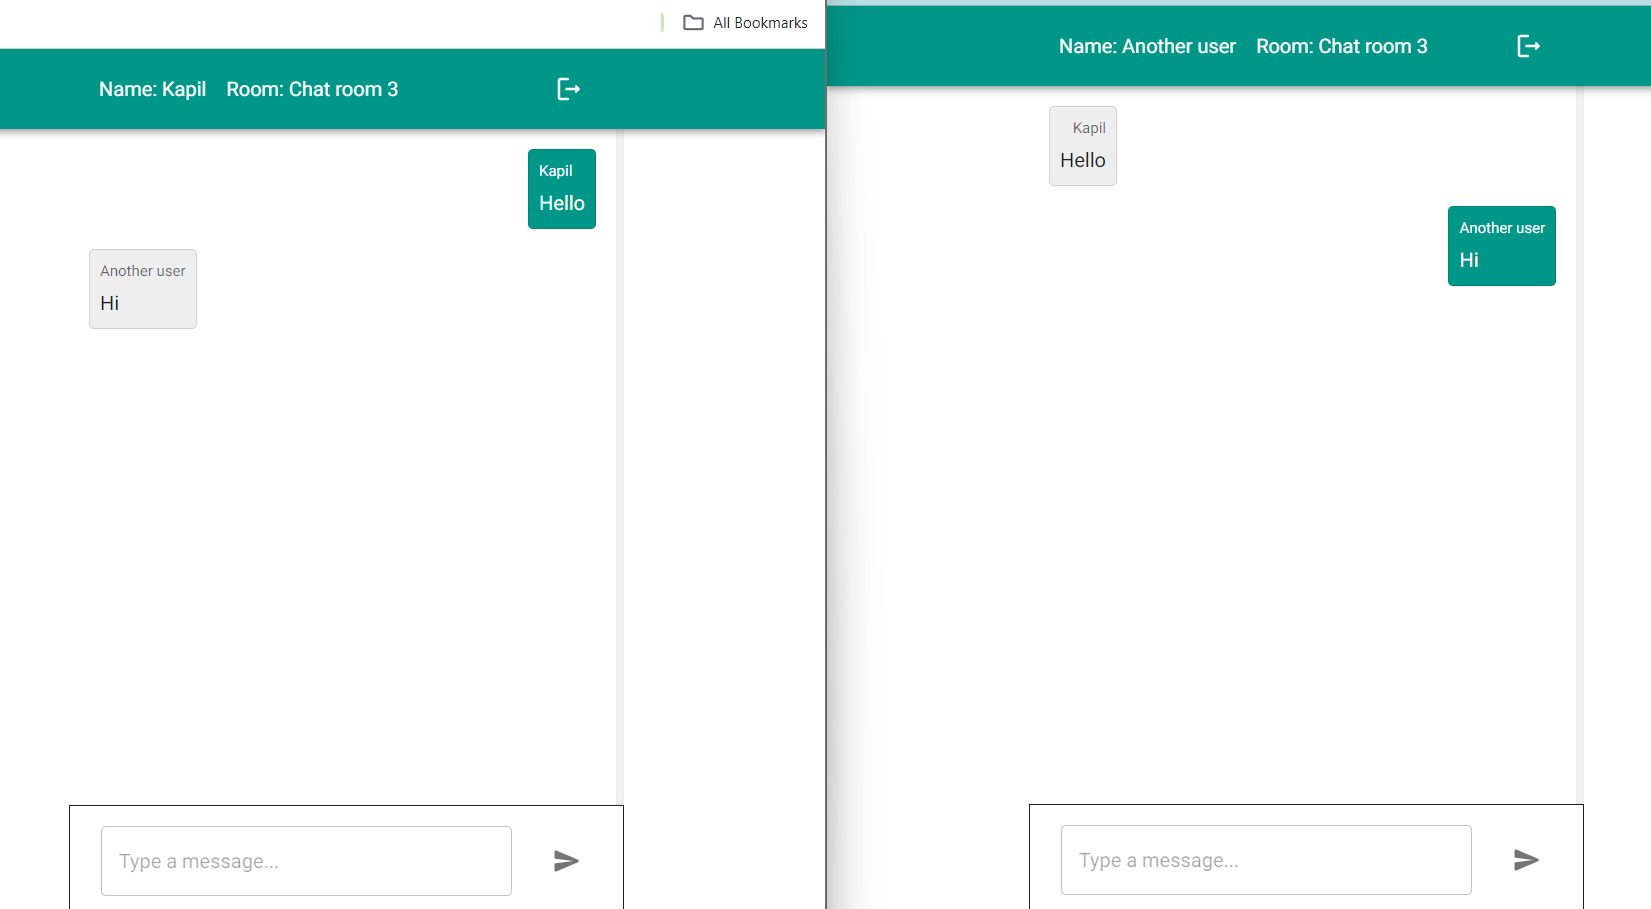 All Bookmarks
Name: Kapil Room: Chat room 3
Kapil
Hello
Another user
Hi
Type a message...
Name: Another user Room: Chat room 3
Kapil
Hello
Another user
Hi
Type a message...